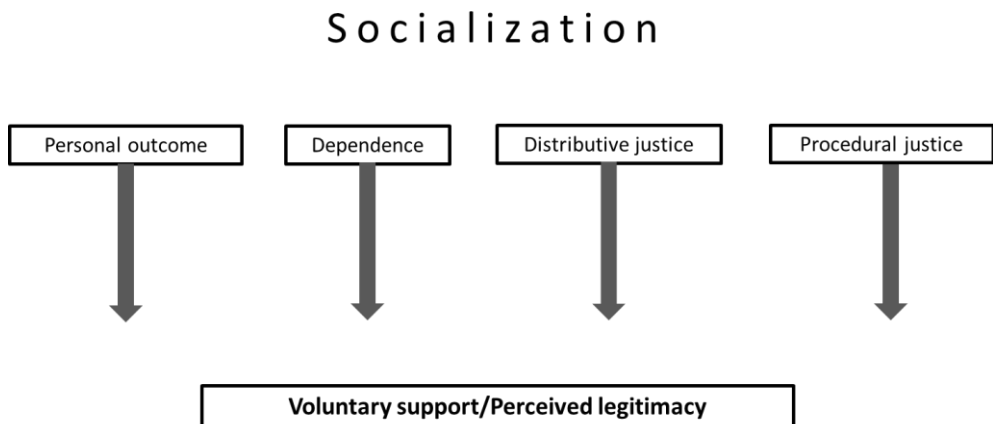 Socialization
Personal outcome
Dependence
Distributive justice
Procedural justice
Voluntary support/Perceived legitimacy